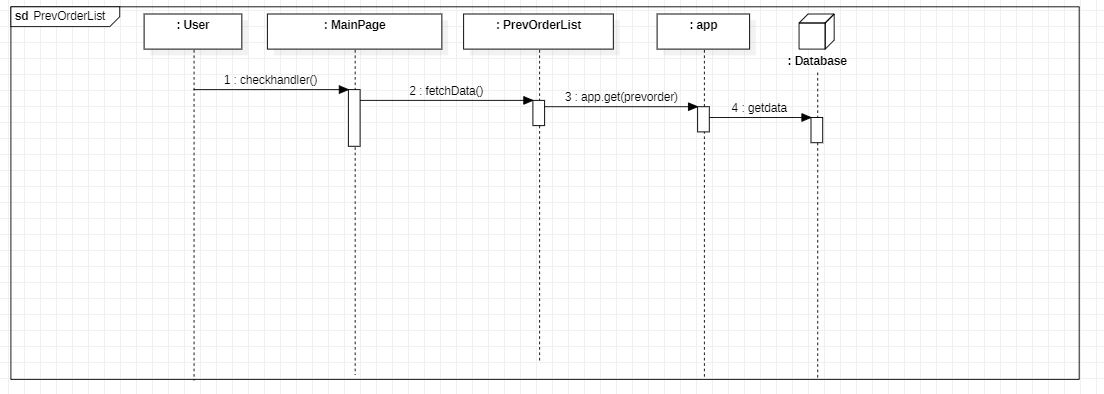 sd PrevOrderList
: User
: MainPage
: PrevOrderList
: app
: Database
1 : checkhandler()
2 : fetchData()
3 : app.get(prevorder)
4 : getdata